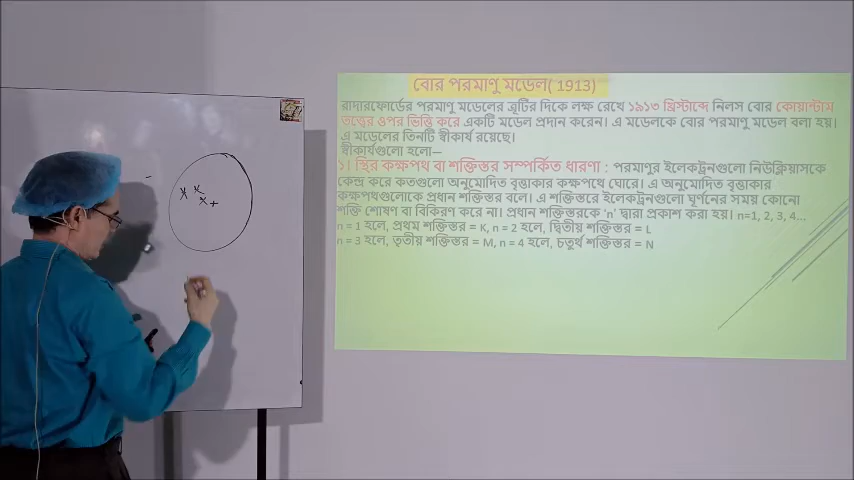 বোর পরমাণু মডেল( 1913)
রাদারফোর্ডের পরমাণু মডেলের ত্রুটির দিকে লক্ষ রেখে ১৯১৩ খ্রিস্টাব্দে নিলস বোর কোয়ান্টাম
তত্ত্বের ওপর ভিত্তি করে একটি মডেল প্রদান করেন। এ মডেলকে বোর পরমাণু মডেল বলা হয়।
এ মডেলের তিনটি স্বীকার্য রয়েছে।
স্বীকার্যগুলো হলো—
১। স্থির কক্ষপথ বা শক্তিস্তর সম্পর্কিত ধারণা : পরমাণুর ইলেকট্রনগুলো নিউক্লিয়াসকে
কেন্দ্র করে কতগুলো অনুমোদিত বৃত্তাকার কক্ষপথে ঘোরে। এ অনুমোদিত বৃত্তাকার
কক্ষপথগুলোকে প্রধান শক্তিস্তর বলে। এ শক্তিস্তরে ইলেকট্রনগুলো ঘূর্ণনের সময় কোনো
শক্তি শোষণ বা বিকিরণ করে না। প্রধান শক্তিস্তরকে 'n' দ্বারা প্রকাশ করা হয়। n=1, 2, 3, 4...
n = 1 হলে, প্রথম শক্তিস্তর = K, n = 2 হলে, দ্বিতীয় শক্তিস্তর = L
n = 3 হলে, তৃতীয় শক্তিস্তর = M, n = 4 হলে, চতুর্থ শক্তিস্তর = N